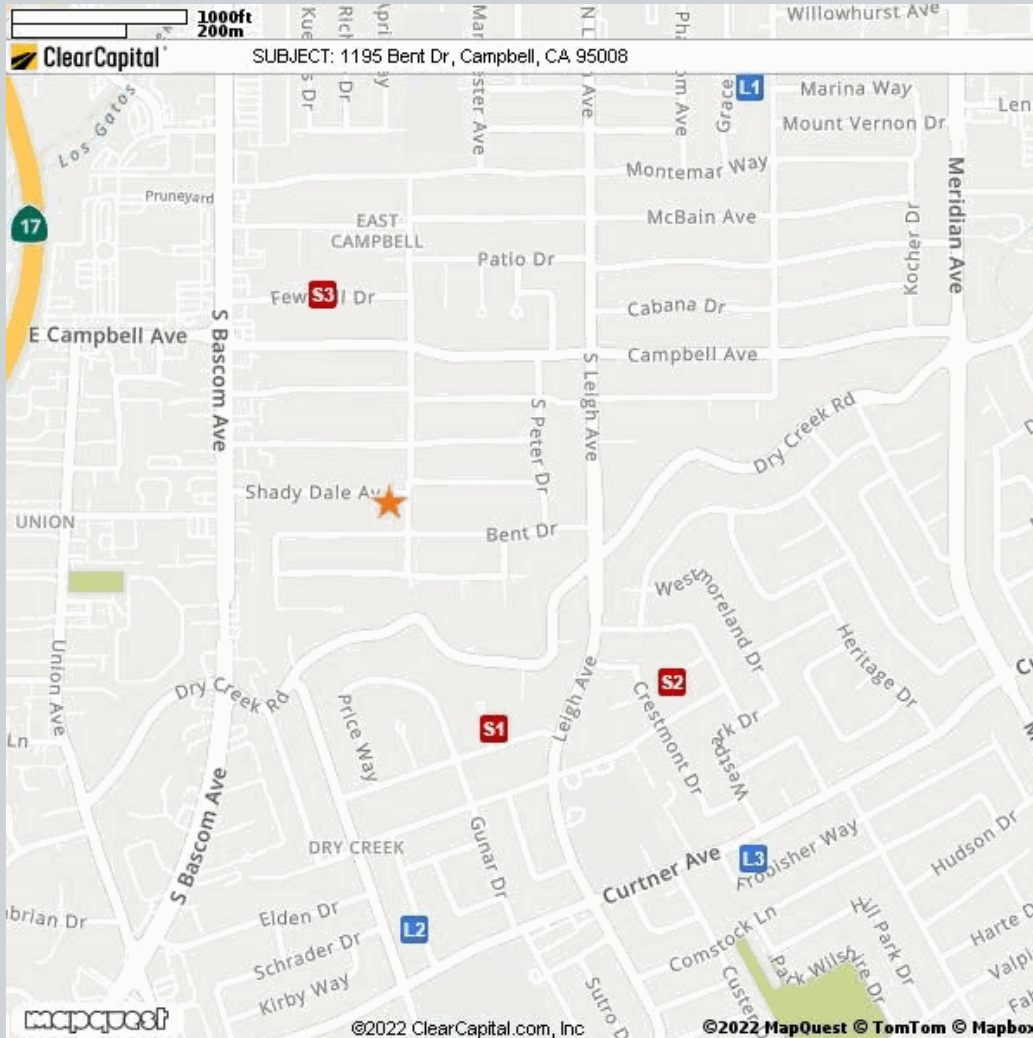 1000ft
200m
Willowhurst Ave
ClearCapital
SUBJECT: 1195 Bent Dr, Campbell, CA 95008
L1
Marina Way
Los Gatos
Mount Vernon Dr
Montemar Way
Meridian Ave
Pruneyard
17
EAST
CAMPBELL
McBain Ave
Kocher Dr
Patio Dr
S3
Cabana Dr
E Campbell Ave
S Bascom Ave
Campbell Ave
S Leigh Ave
S Peter Dr
Dry Creek Rd
Shady Dale Av
UNION
Bent Dr
Westmoreland Dr
Heritage Dr
Union Ave
Dry Creek Rd
Price Way
S1
Leigh Ave
S2
Crestmont Dr
Ln
S Bascom Ave
DRY CREEK
Gunar Dr
Curtner Ave
L3
Frobisher Way
Hudson Dr
Elden Dr
L2
Schrader Dr
Kirby Way
Comstock Ln
Hill Park Dr
Harte D
mapquest
©2022 ClearCapital.com, Inc
©2022 MapQuest © TomTom © Mapbox